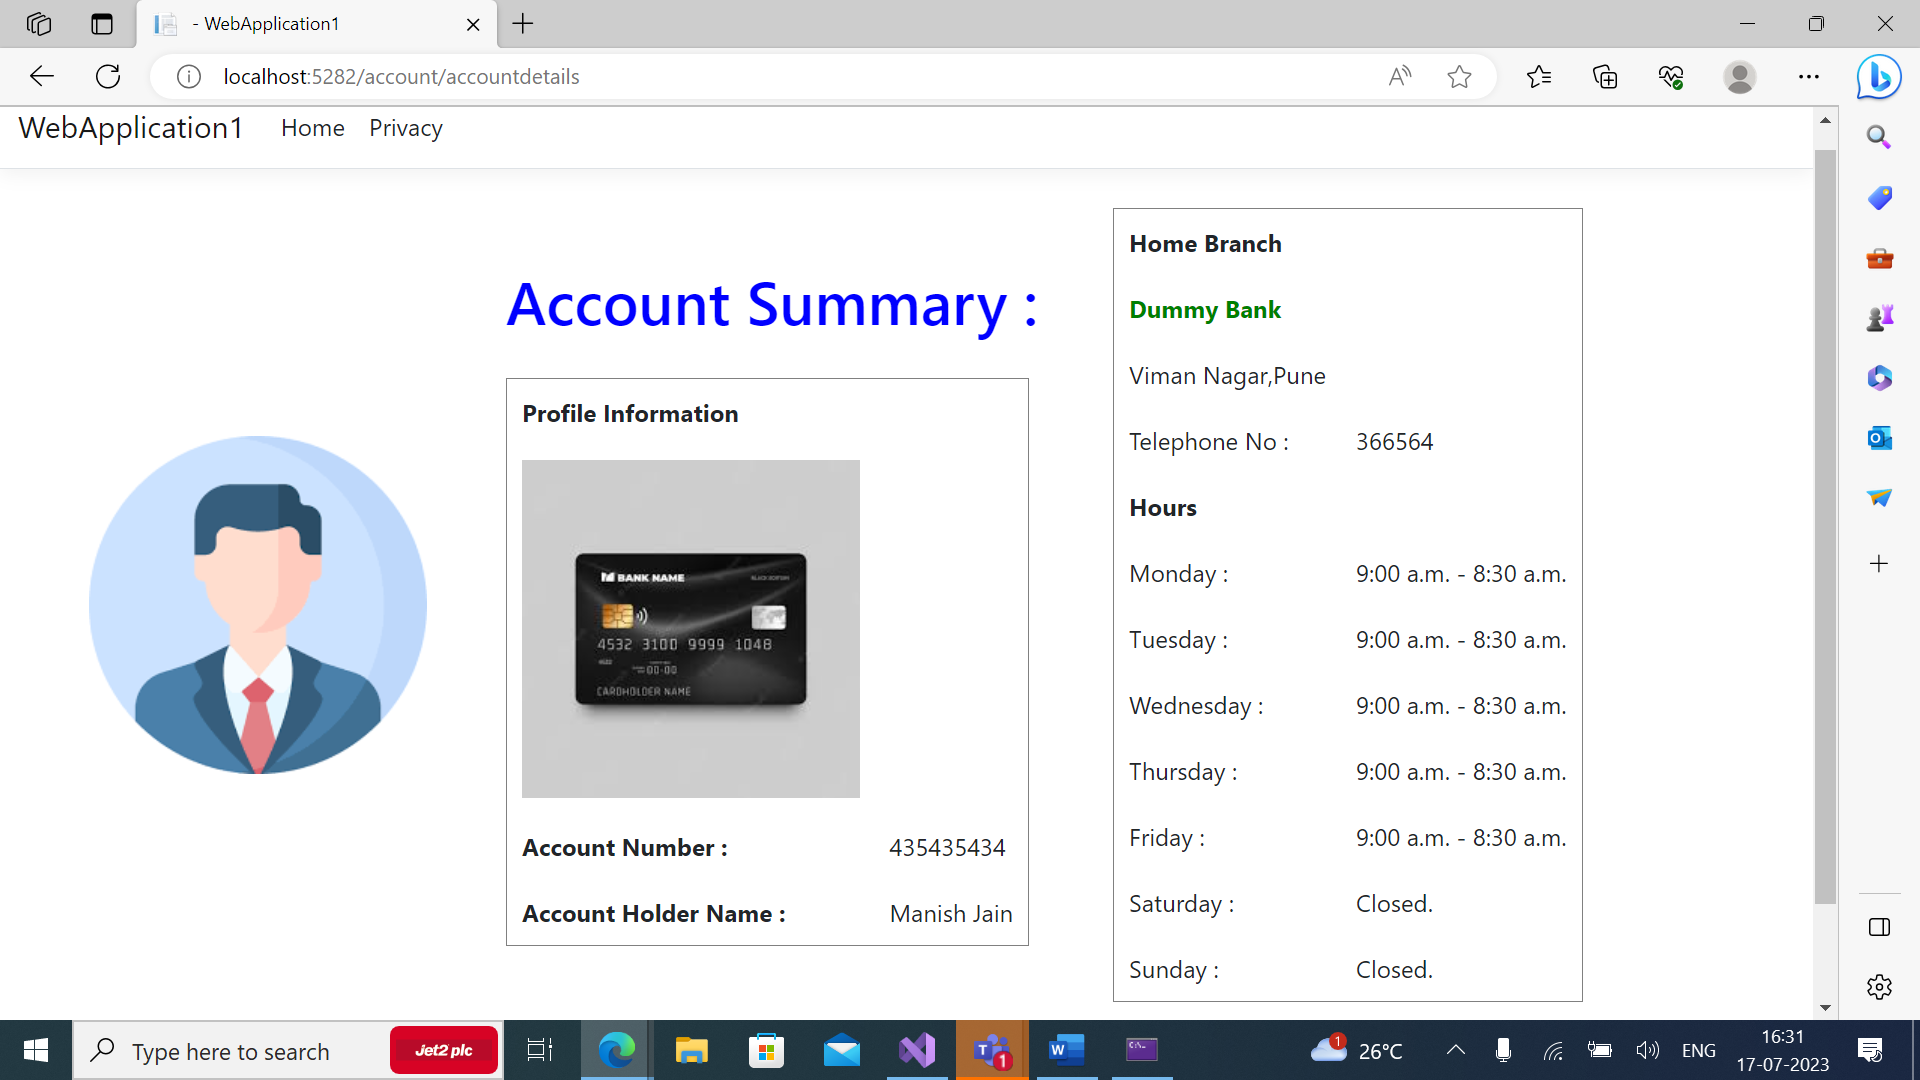 - WebApplication1
localhost:5282/account/accountdetails
WebApplication1 Home Privacy
Account Summary :
Profile Information
BANK NAME
BLACK EDITION
4532 3100 9999 1048
4532
00-00
CARDHOLDER NAME
Account Number : 435435434
Account Holder Name : Manish Jain
Home Branch
Dummy Bank
Viman Nagar,Pune
Telephone No : 366564
Hours
Monday : 9:00 a.m. - 8:30 a.m.
Tuesday : 9:00 a.m. - 8:30 a.m.
Wednesday : 9:00 a.m. - 8:30 a.m.
Thursday : 9:00 a.m. - 8:30 a.m.
Friday : 9:00 a.m. - 8:30 a.m.
Saturday : Closed.
Sunday : Closed.
Type here to search
Jet2 plc
1
1
26°C
ENG
16:31
17-07-2023